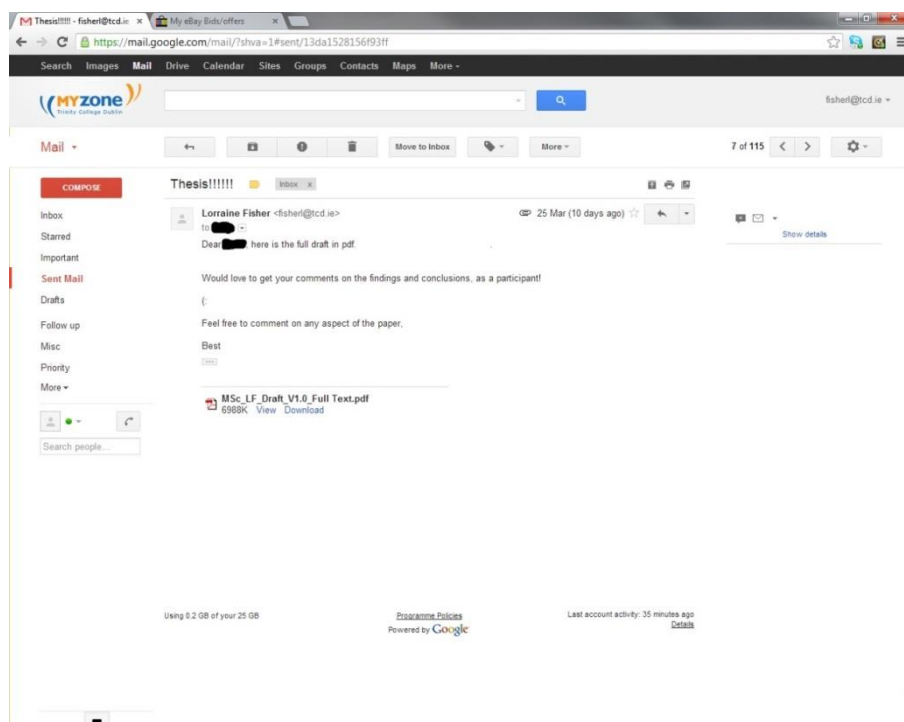 Thesis!!!!!! - fisherl@tcd.ie
My eBay Bids/offers
https://mail.google.com/mail/?shva=1#sent/13da1528156f93ff
Search Images Mail Drive Calendar Sites Groups Contacts Maps More
MYZONE
Trinity College Dublin
fisherl@tcd.ie
Mail
Move to Inbox
More
7 of 115
COMPOSE
Thesis!!!!!!
Inbox x
Inbox
Starred
Important
Sent Mail
Drafts
Follow up
Misc
Priority
More
Search people...
Lorraine Fisher <fisherl@tcd.ie>
25 Mar (10 days ago)
to
Dear , here is the full draft in pdf.
Would love to get your comments on the findings and conclusions, as a participant!
(:
Feel free to comment on any aspect of the paper,
Best
MSc_LF_Draft_V1.0_Full Text.pdf
6988K View Download
Show details
Using 0.2 GB of your 25 GB
Programme Policies
Powered by Google
Last account activity: 35 minutes ago
Details